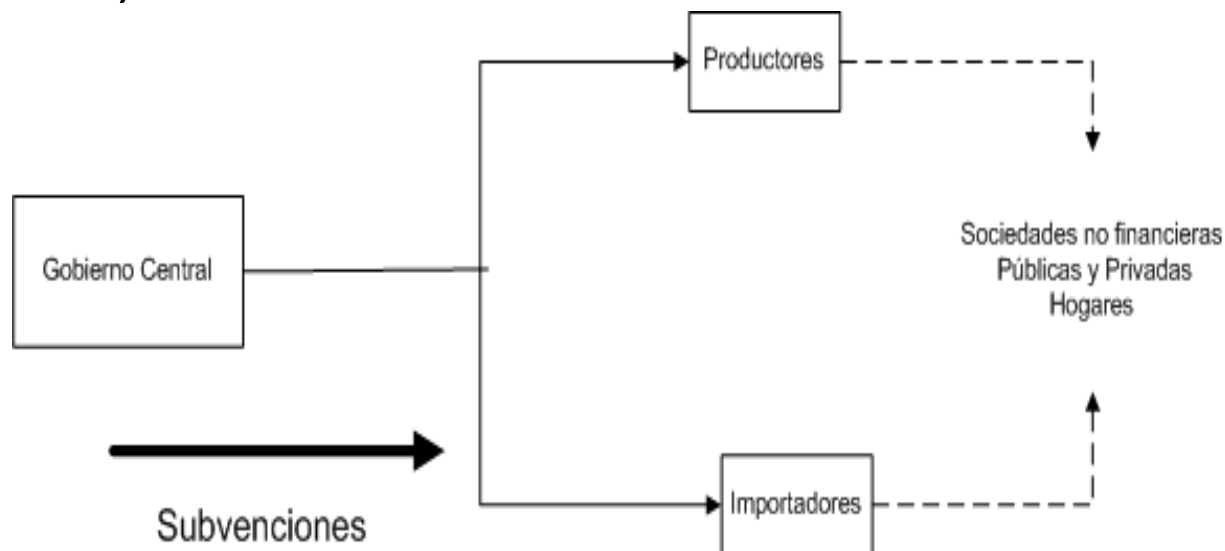 Productores
Gobierno Central
Sociedades no financieras
Públicas y Privadas
Hogares
Importadores
Subvenciones